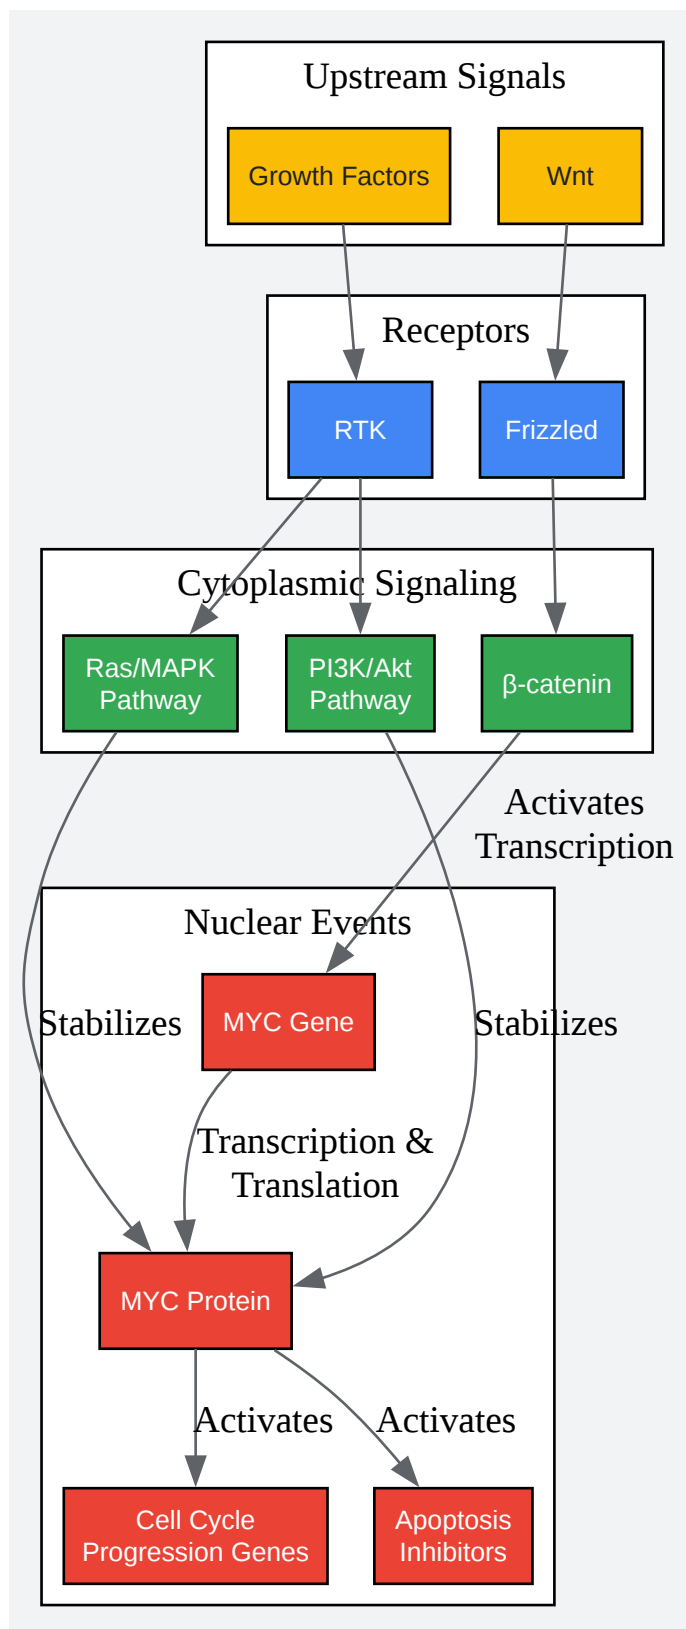 Upstream Signals
Growth Factors
Wnt
Receptors
RTK
Frizzled
Cytoplasmic Signaling
Ras/MAPK
Pathway
PI3K/Akt
Pathway
β-catenin
Activates
Transcription
Nuclear Events
Stabilizes
MYC Gene
Stabilizes
Transcription &
Translation
MYC Protein
Activates
Activates
Cell Cycle
Progression Genes
Apoptosis
Inhibitors